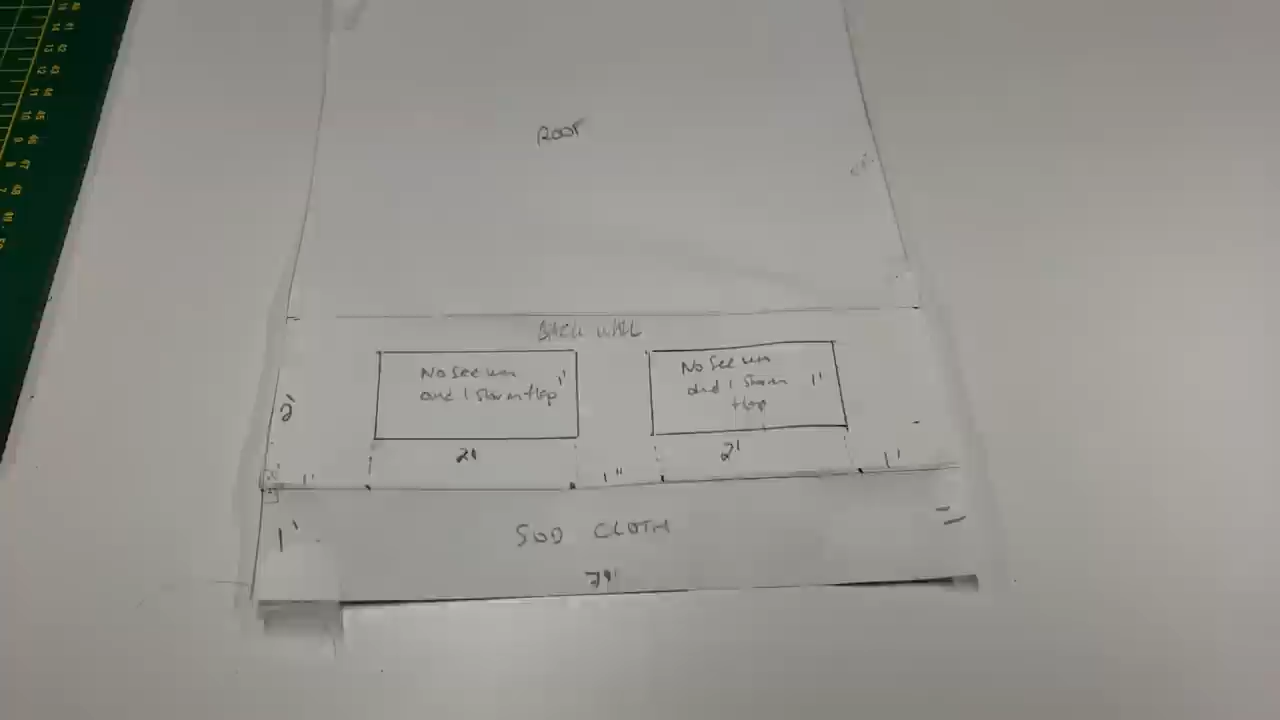 ROOF
BACK WALL
No See um
and 1 Storm flap
1'
No See um
and 1 Storm
flap
1'
2'
2'
2'
1'
1"
1'
1'
SOD CLOTH